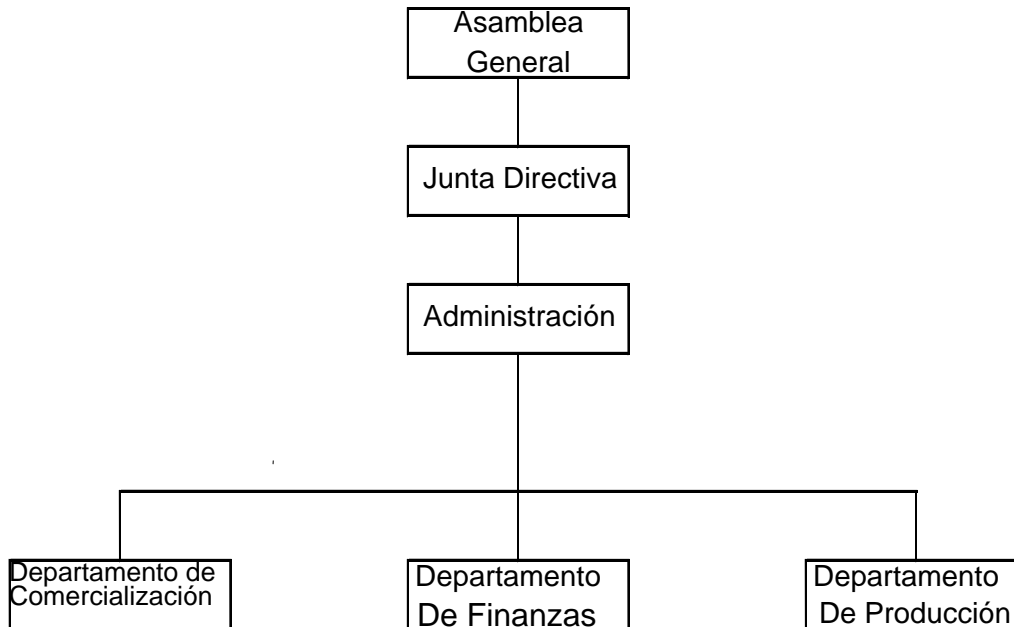 Asamblea
General
Junta Directiva
Administración
Departamento de
Comercialización
Departamento
De Finanzas
Departamento
De Producción